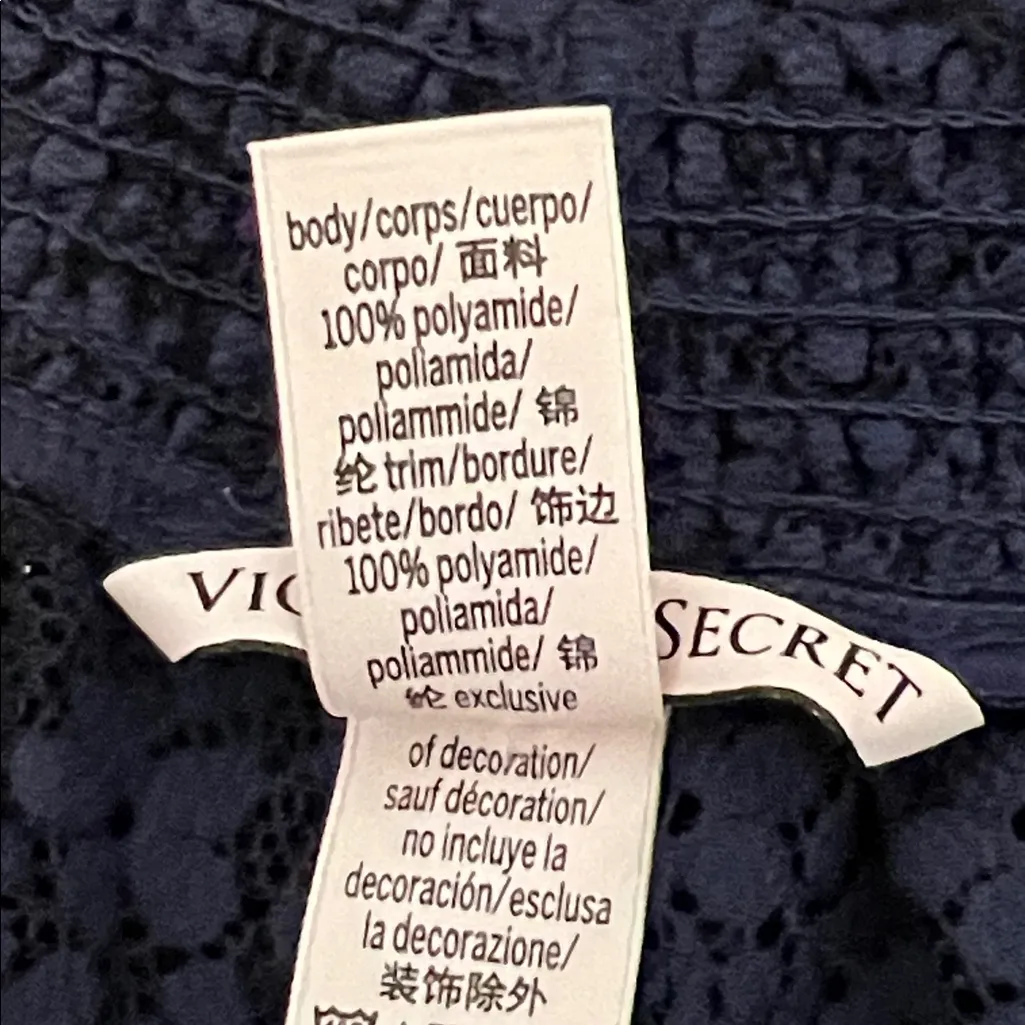 body/corps/cuerpo/
corpo/ 面料
100% polyamide/
poliamida/
poliammide/ 锦
纶 trim/bordure/
ribete/bordo/ 饰边
100% polyamide/
poliamida/
poliammide/ 锦
纶 exclusive
of decoration/
sauf décoration/
no incluye la
decoración/esclusa
la decorazione/
装饰除外
VIC SECRET